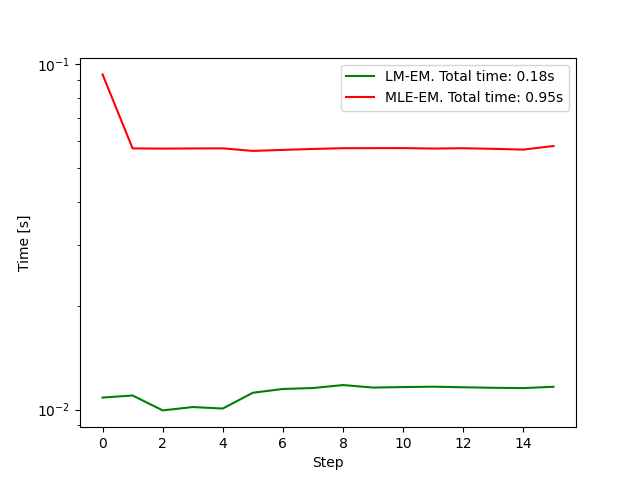 10⁻¹
LM-EM. Total time: 0.18s
MLE-EM. Total time: 0.95s
Time [s]
10⁻²
0 2 4 6 8 10 12 14
Step